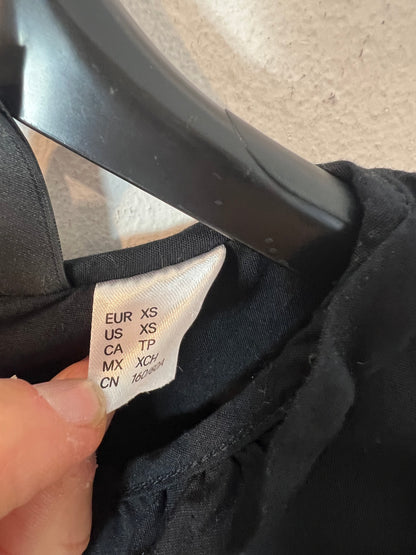 EUR XS
US XS
CA TP
MX XCH
CN 160/80A